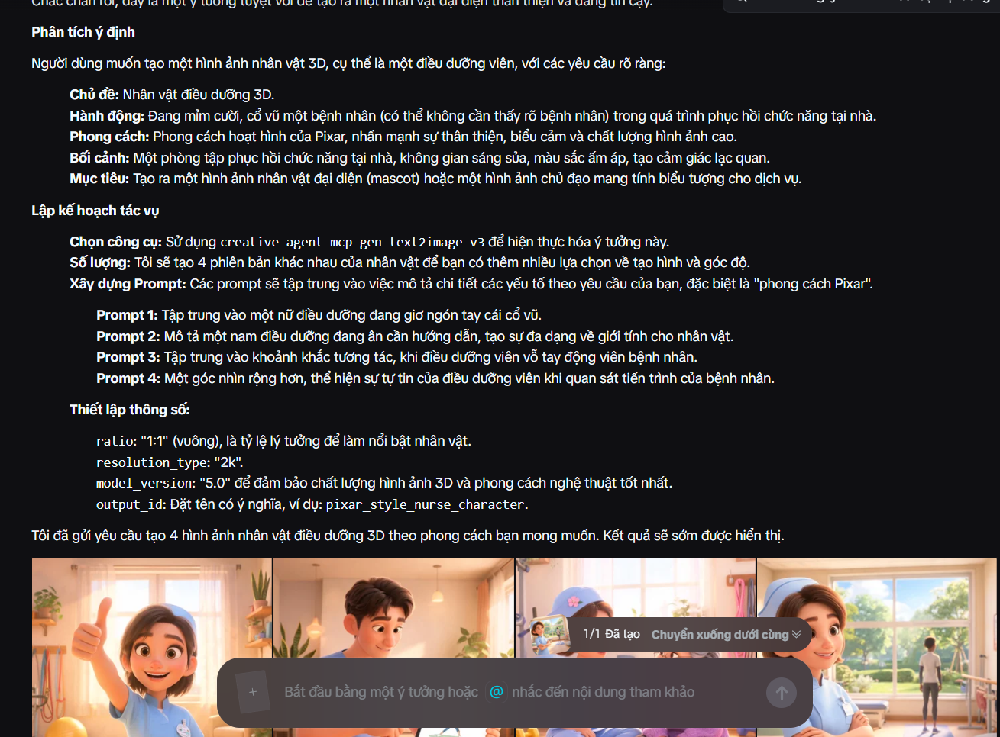 Chắc chắn rồi, đây là một ý tưởng tuyệt vời để tạo ra một nhân vật đại diện thân thiện và đáng tin cậy.
Phân tích ý định
Người dùng muốn tạo một hình ảnh nhân vật 3D, cụ thể là một điều dưỡng viên, với các yêu cầu rõ ràng:
Chủ đề: Nhân vật điều dưỡng 3D.
Hành động: Đang mỉm cười, cổ vũ một bệnh nhân (có thể không cần thấy rõ bệnh nhân) trong quá trình phục hồi chức năng tại nhà.
Phong cách: Phong cách hoạt hình của Pixar, nhấn mạnh sự thân thiện, biểu cảm và chất lượng hình ảnh cao.
Bối cảnh: Một phòng tập phục hồi chức năng tại nhà, không gian sáng sủa, màu sắc ấm áp, tạo cảm giác lạc quan.
Mục tiêu: Tạo ra một hình ảnh nhân vật đại diện (mascot) hoặc một hình ảnh chủ đạo mang tính biểu tượng cho dịch vụ.
Lập kế hoạch tác vụ
Chọn công cụ: Sử dụng creative_agent_mcp_gen_text2image_v3 để hiện thực hóa ý tưởng này.
Số lượng: Tôi sẽ tạo 4 phiên bản khác nhau của nhân vật để bạn có thêm nhiều lựa chọn về tạo hình và góc độ.
Xây dựng Prompt: Các prompt sẽ tập trung vào việc mô tả chi tiết các yếu tố theo yêu cầu của bạn, đặc biệt là "phong cách Pixar".
Prompt 1: Tập trung vào một nữ điều dưỡng đang giơ ngón tay cái cổ vũ.
Prompt 2: Mô tả một nam điều dưỡng đang ân cần hướng dẫn, tạo sự đa dạng về giới tính cho nhân vật.
Prompt 3: Tập trung vào khoảnh khắc tương tác, khi điều dưỡng viên vỗ tay động viên bệnh nhân.
Prompt 4: Một góc nhìn rộng hơn, thể hiện sự tự tin của điều dưỡng viên khi quan sát tiến trình của bệnh nhân.
Thiết lập thông số:
ratio: "1:1" (vuông), là tỷ lệ lý tưởng để làm nổi bật nhân vật.
resolution_type: "2k".
model_version: "5.0" để đảm bảo chất lượng hình ảnh 3D và phong cách nghệ thuật tốt nhất.
output_id: Đặt tên có ý nghĩa, ví dụ: pixar_style_nurse_character.
Tôi đã gửi yêu cầu tạo 4 hình ảnh nhân vật điều dưỡng 3D theo phong cách bạn mong muốn. Kết quả sẽ sớm được hiển thị.
1/1 Đã tạo Chuyển xuống dưới cùng
Bắt đầu bằng một ý tưởng hoặc @ nhắc đến nội dung tham khảo